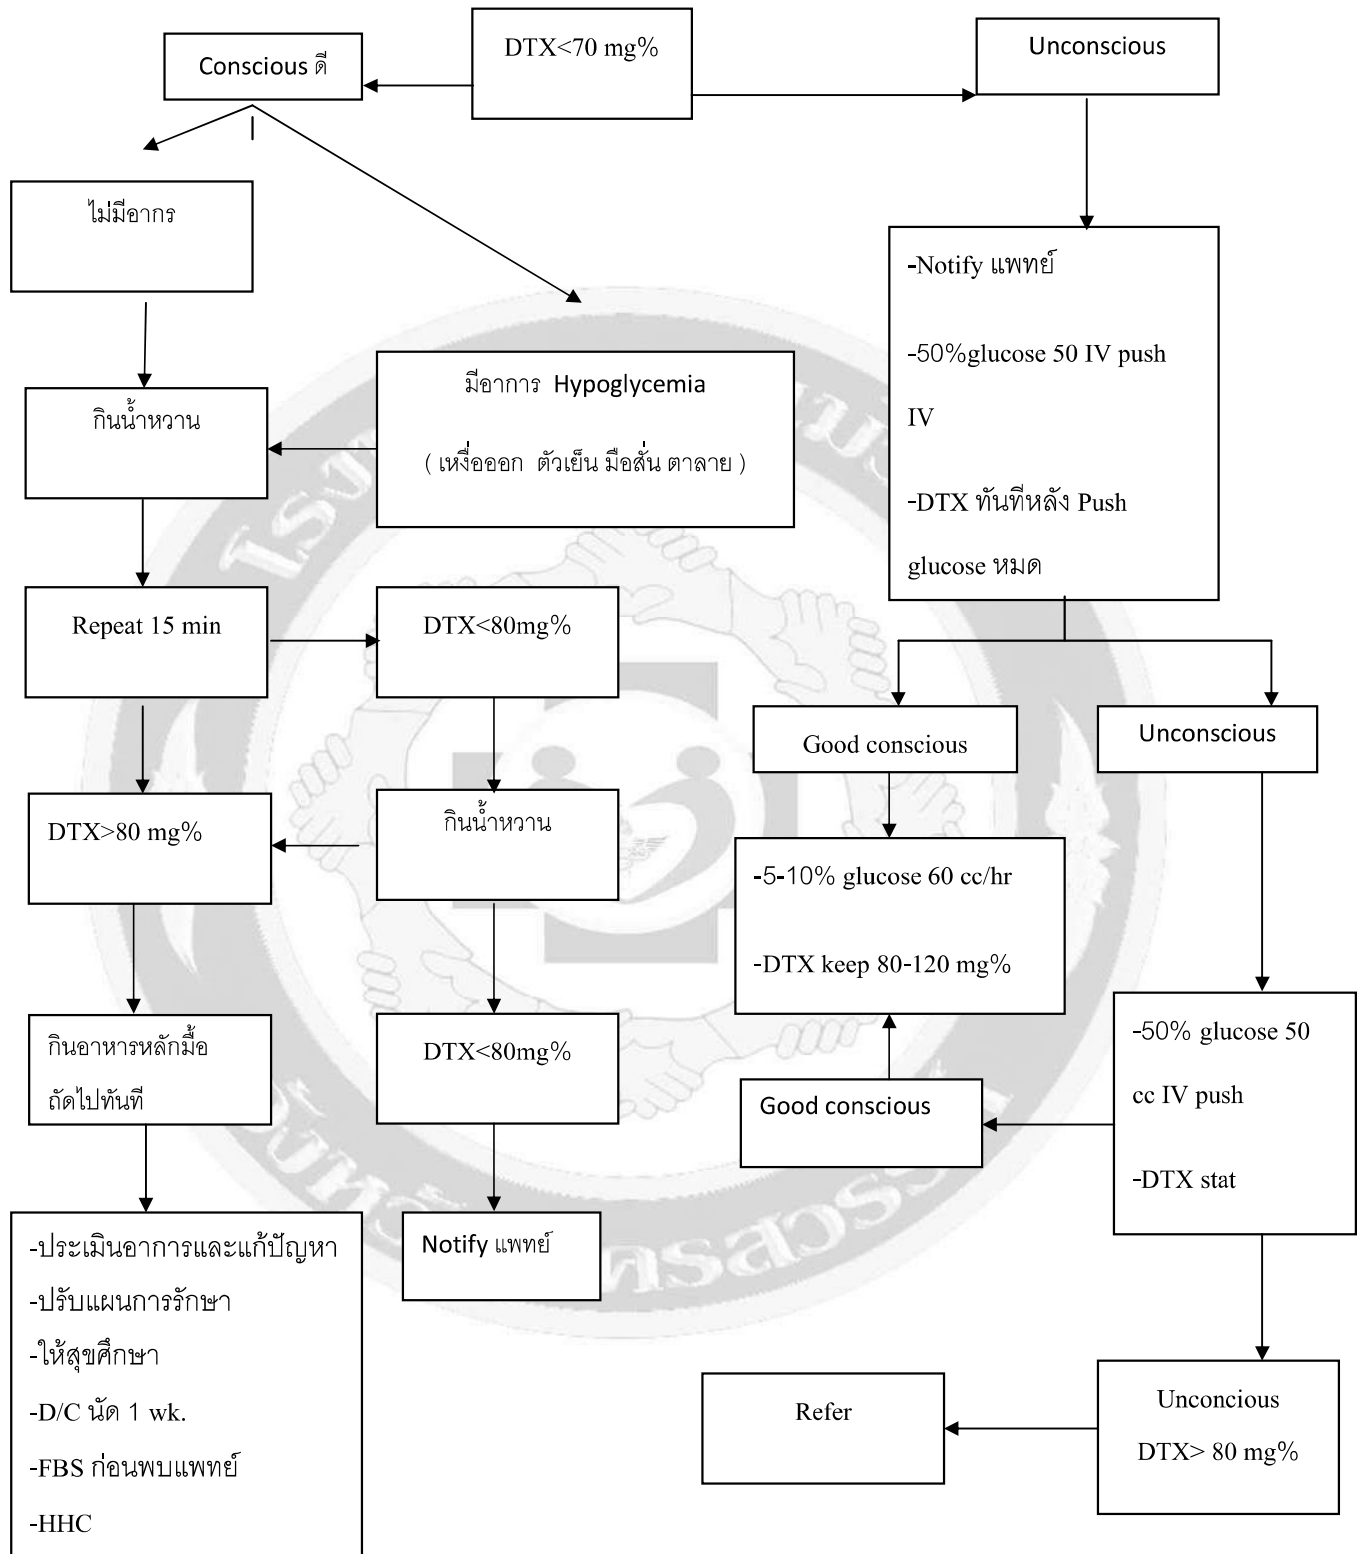 DTX<70 mg%
Conscious ดี
Unconscious
ไม่มีอากร
-Notify แพทย์
-50%glucose 50 IV push
IV
-DTX ทันทีหลัง Push
glucose หมด
มีอาการ Hypoglycemia
( เหงื่อออก ตัวเย็น มือสั่น ตาลาย )
กินน้ำหวาน
Repeat 15 min
DTX<80mg%
Good conscious
Unconscious
DTX>80 mg%
กินน้ำหวาน
-5-10% glucose 60 cc/hr
-DTX keep 80-120 mg%
กินอาหารหลักมื้อ
ถัดไปทันที
DTX<80mg%
Good conscious
-50% glucose 50
cc IV push
-DTX stat
-ประเมินอาการและแก้ปัญหา
-ปรับแผนการรักษา
-ให้สุขศึกษา
-D/C นัด 1 wk.
-FBS ก่อนพบแพทย์
-HHC
Notify แพทย์
Refer
Unconcious
DTX> 80 mg%